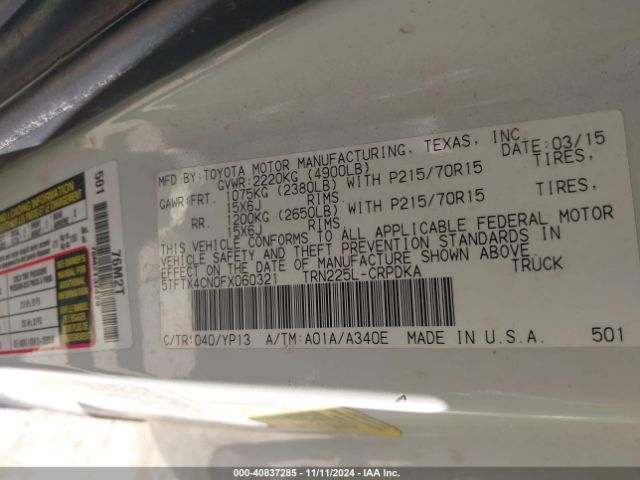 MFD BY: TOYOTA MOTOR MANUFACTURING, TEXAS, INC. DATE: 03/15
GVWR: 2220KG (4900LB)
GAWR: FRT. 1075KG (2380LB) WITH P215/70R15 TIRES,
15X6J RIMS.
RR. 1200KG (2650LB) WITH P215/70R15 TIRES,
15X6J RIMS
THIS VEHICLE CONFORMS TO ALL APPLICABLE FEDERAL MOTOR
VEHICLE SAFETY AND THEFT PREVENTION STANDARDS IN
EFFECT ON THE DATE OF MANUFACTURE SHOWN ABOVE.
5TFTX4CN0FX060321 TRN225L-CRPDKA TRUCK
C/TR: 040/YP13 A/TM: A01A/A340E MADE IN U.S.A. 501
501
76M2T
000-40837285 - 11/11/2024 - IAA Inc.